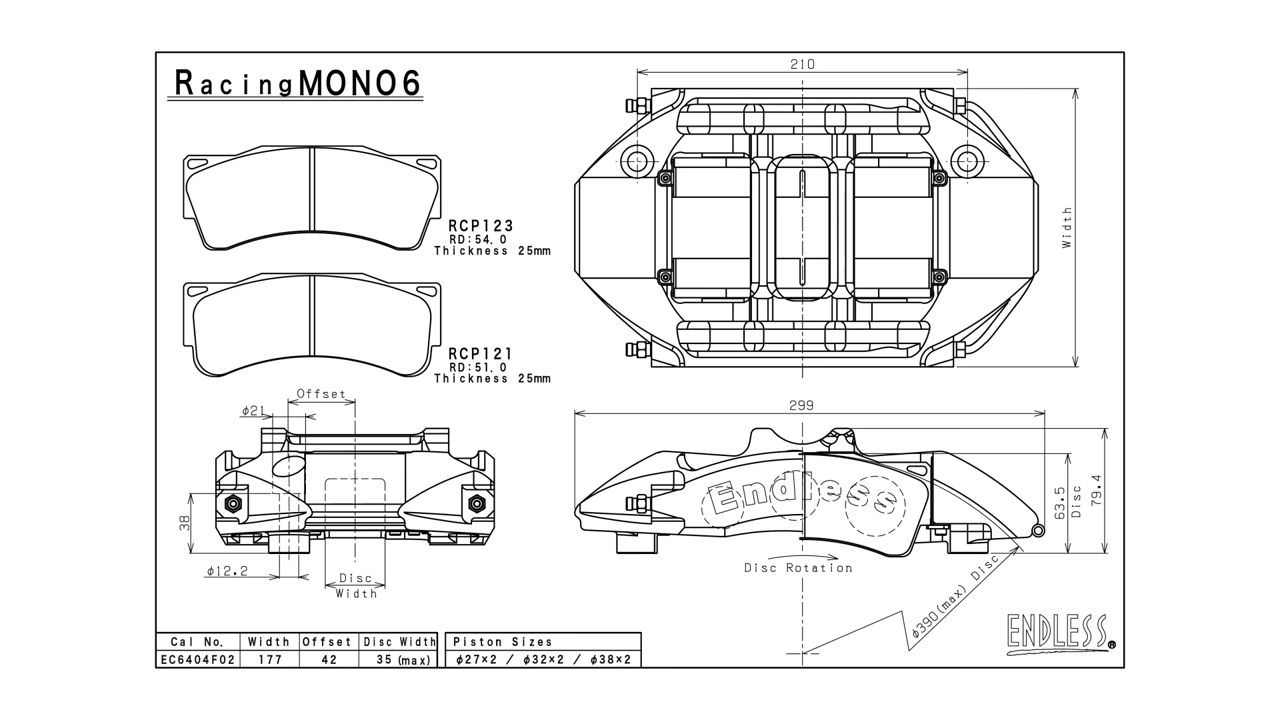 Racing MONO6
210
RCP123
RD:54.0
Thickness 25mm
Width
RCP121
RD:51.0
Thickness 25mm
Offset
φ21
299
38
Endless
63.5
Disc
79.4
φ12.2
Disc
Width
Disc Rotation
φ390(max) Disc
ENDLESS®
Cal No. Width Offset Disc Width
EC6404F02 177 42 35 (max)
Piston Sizes
φ27×2 / φ32×2 / φ38×2